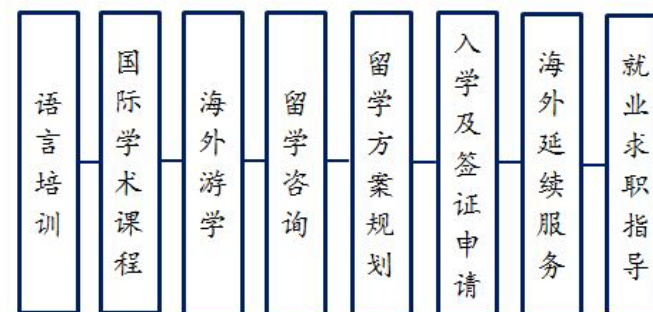 语言培训
国际学术课程
海外游学
留学咨询
留学方案规划
入学及签证申请
海外延续服务
就业求职指导